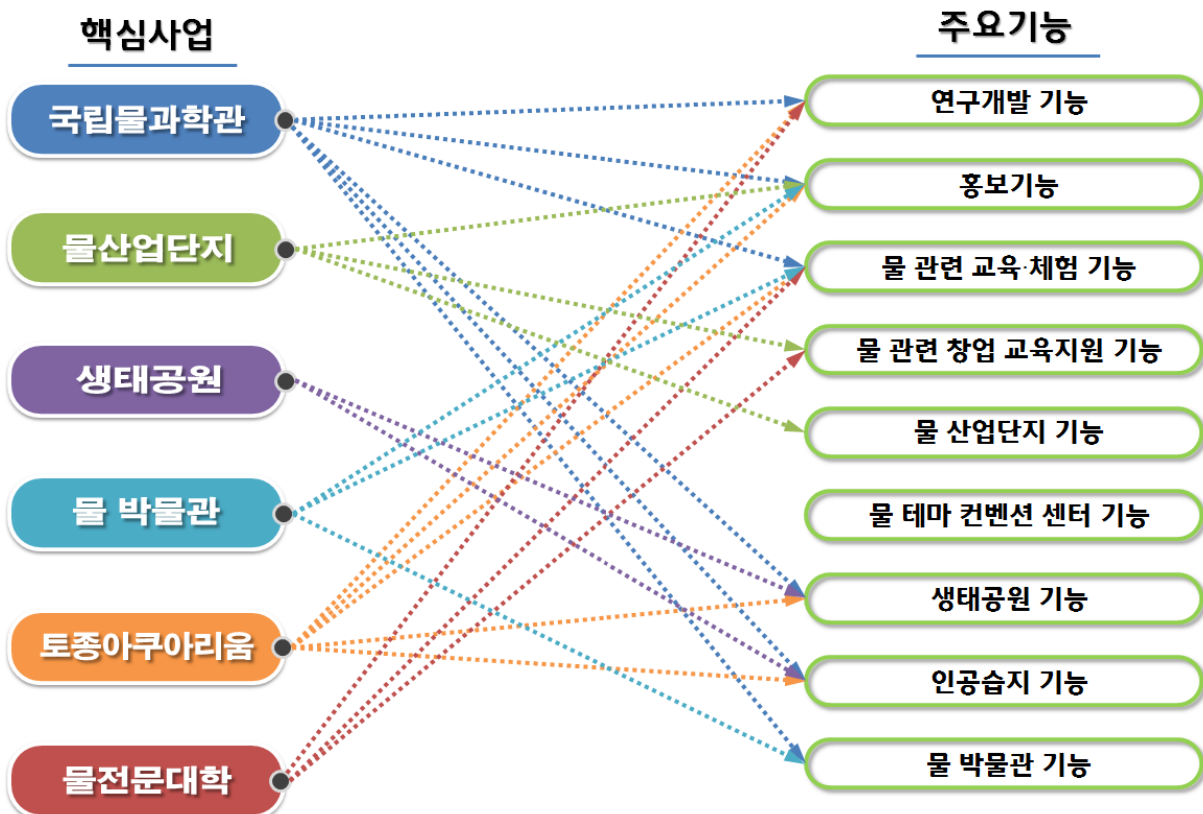 핵심사업
국립물과학관
물산업단지
생태공원
물 박물관
토종아쿠아리움
물전문대학
주요기능
연구개발 기능
홍보기능
물 관련 교육·체험 기능
물 관련 창업 교육지원 기능
물 산업단지 기능
물 테마 컨벤션 센터 기능
생태공원 기능
인공습지 기능
물 박물관 기능